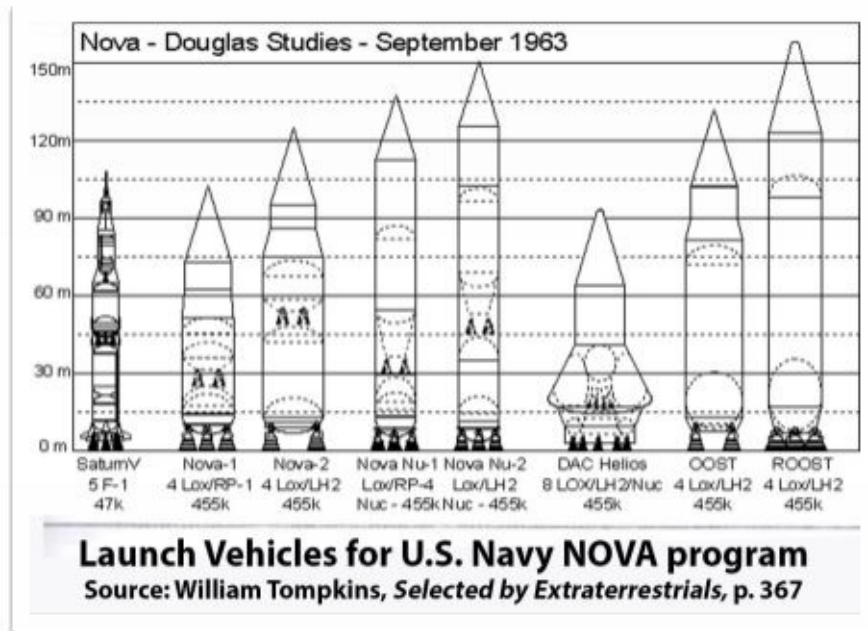 Nova - Douglas Studies - September 1963
150m
120m
90 m
60 m
30 m
0 m
SaturnV Nova-1 Nova-2 Nova Nu-1 Nova Nu-2 DAC Helios OOST ROOST
5 F-1 4 Lox/RP-1 4 Lox/LH2 Lox/RP-4 Lox/LH2 8 LOX/LH2/Nuc 4 Lox/LH2 4 Lox/LH2
47k 455k 455k Nuc - 455k Nuc - 455k 455k 455k 455k
Launch Vehicles for U.S. Navy NOVA program
Source: William Tompkins, Selected by Extraterrestrials, p. 367